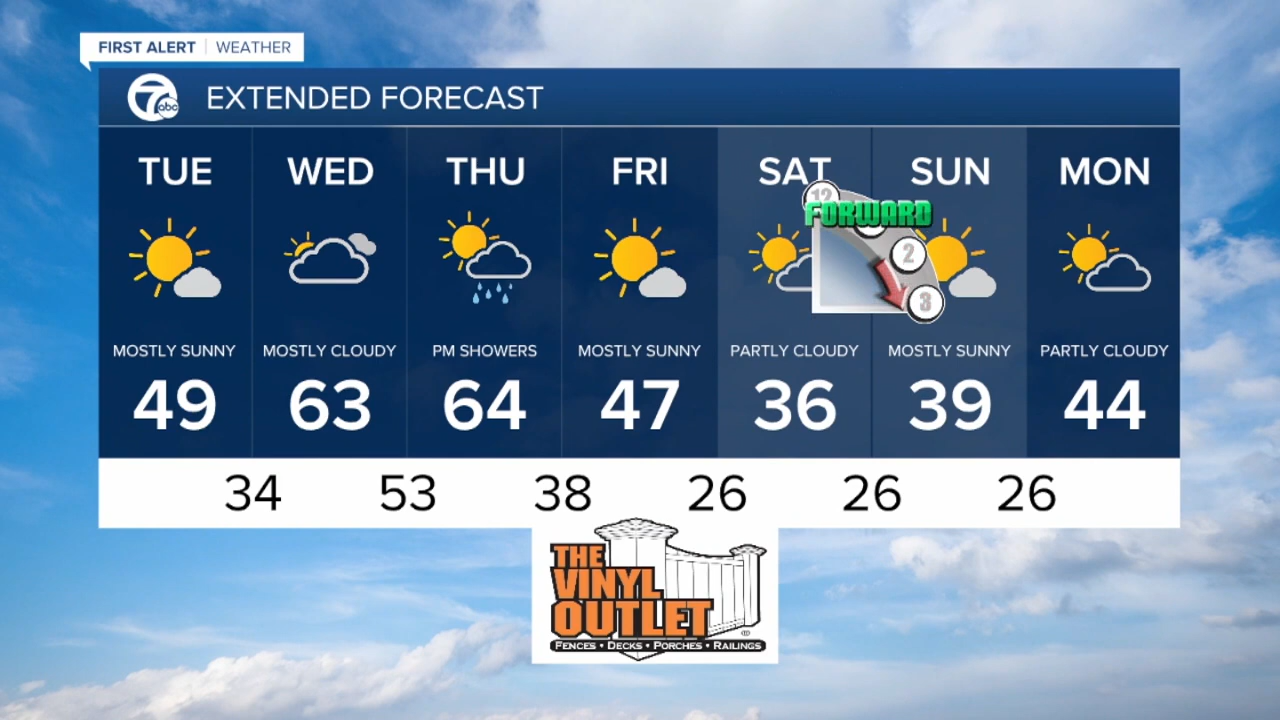 FIRST ALERT | WEATHER
7 abc EXTENDED FORECAST
TUE WED THU FRI SAT SUN MON
12
FORWARD
2
3
MOSTLY SUNNY MOSTLY CLOUDY PM SHOWERS MOSTLY SUNNY PARTLY CLOUDY MOSTLY SUNNY PARTLY CLOUDY
49 63 64 47 36 39 44
34 53 38 26 26 26
THE
VINYL
OUTLET
®
FENCES • DECKS • PORCHES • RAILINGS